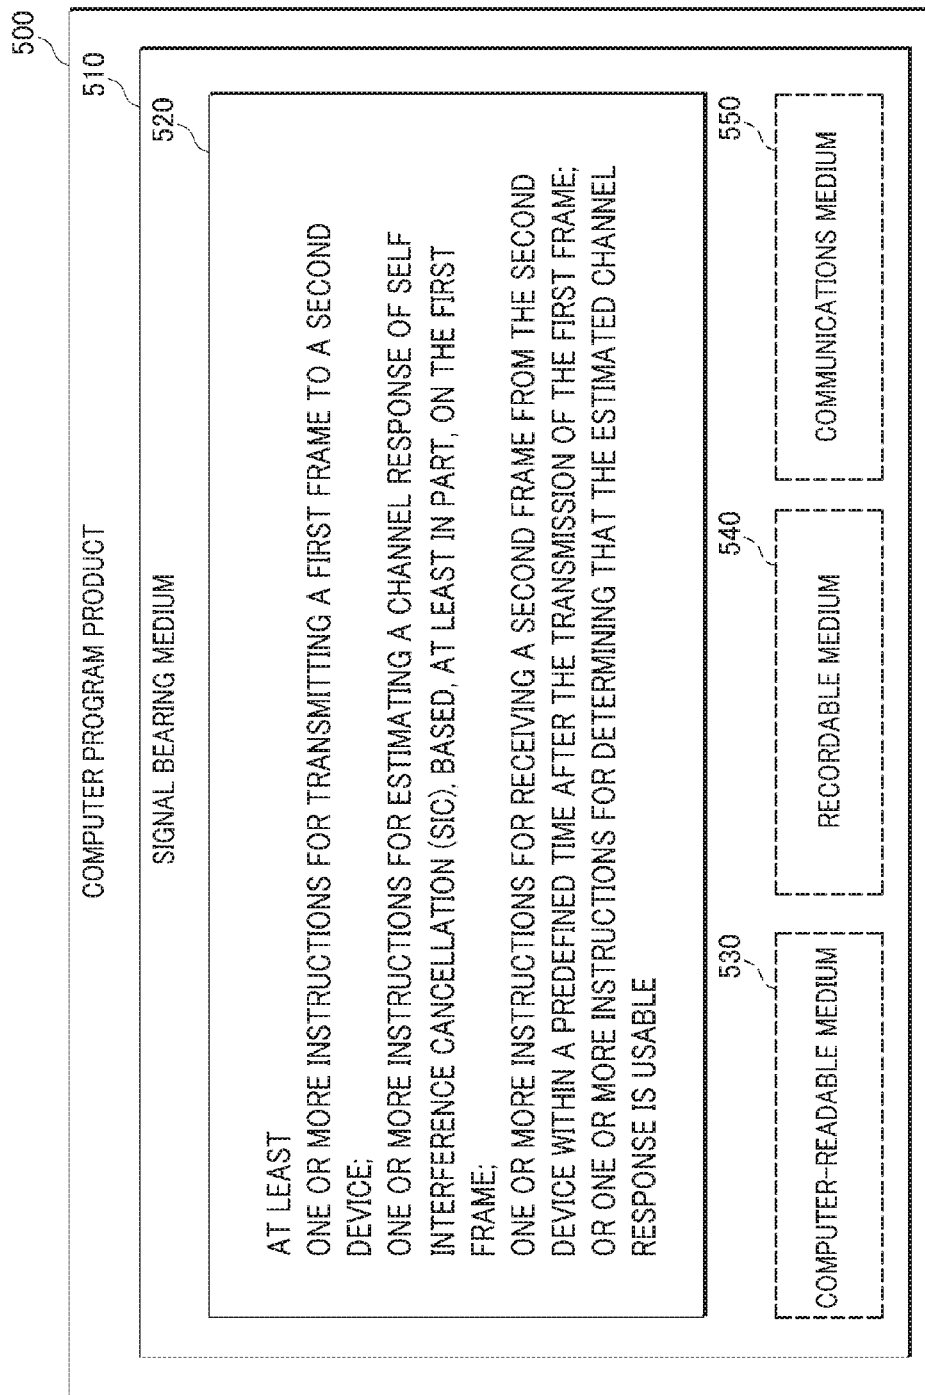 500
COMPUTER PROGRAM PRODUCT
510
SIGNAL BEARING MEDIUM
520
AT LEAST
ONE OR MORE INSTRUCTIONS FOR TRANSMITTING A FIRST FRAME TO A SECOND
DEVICE;
ONE OR MORE INSTRUCTIONS FOR ESTIMATING A CHANNEL RESPONSE OF SELF
INTERFERENCE CANCELLATION (SIC), BASED, AT LEAST IN PART, ON THE FIRST
FRAME;
ONE OR MORE INSTRUCTIONS FOR RECEIVING A SECOND FRAME FROM THE SECOND
DEVICE WITHIN A PREDEFINED TIME AFTER THE TRANSMISSION OF THE FIRST FRAME;
OR ONE OR MORE INSTRUCTIONS FOR DETERMINING THAT THE ESTIMATED CHANNEL
RESPONSE IS USABLE
530
COMPUTER-READABLE MEDIUM
540
RECORDABLE MEDIUM
550
COMMUNICATIONS MEDIUM